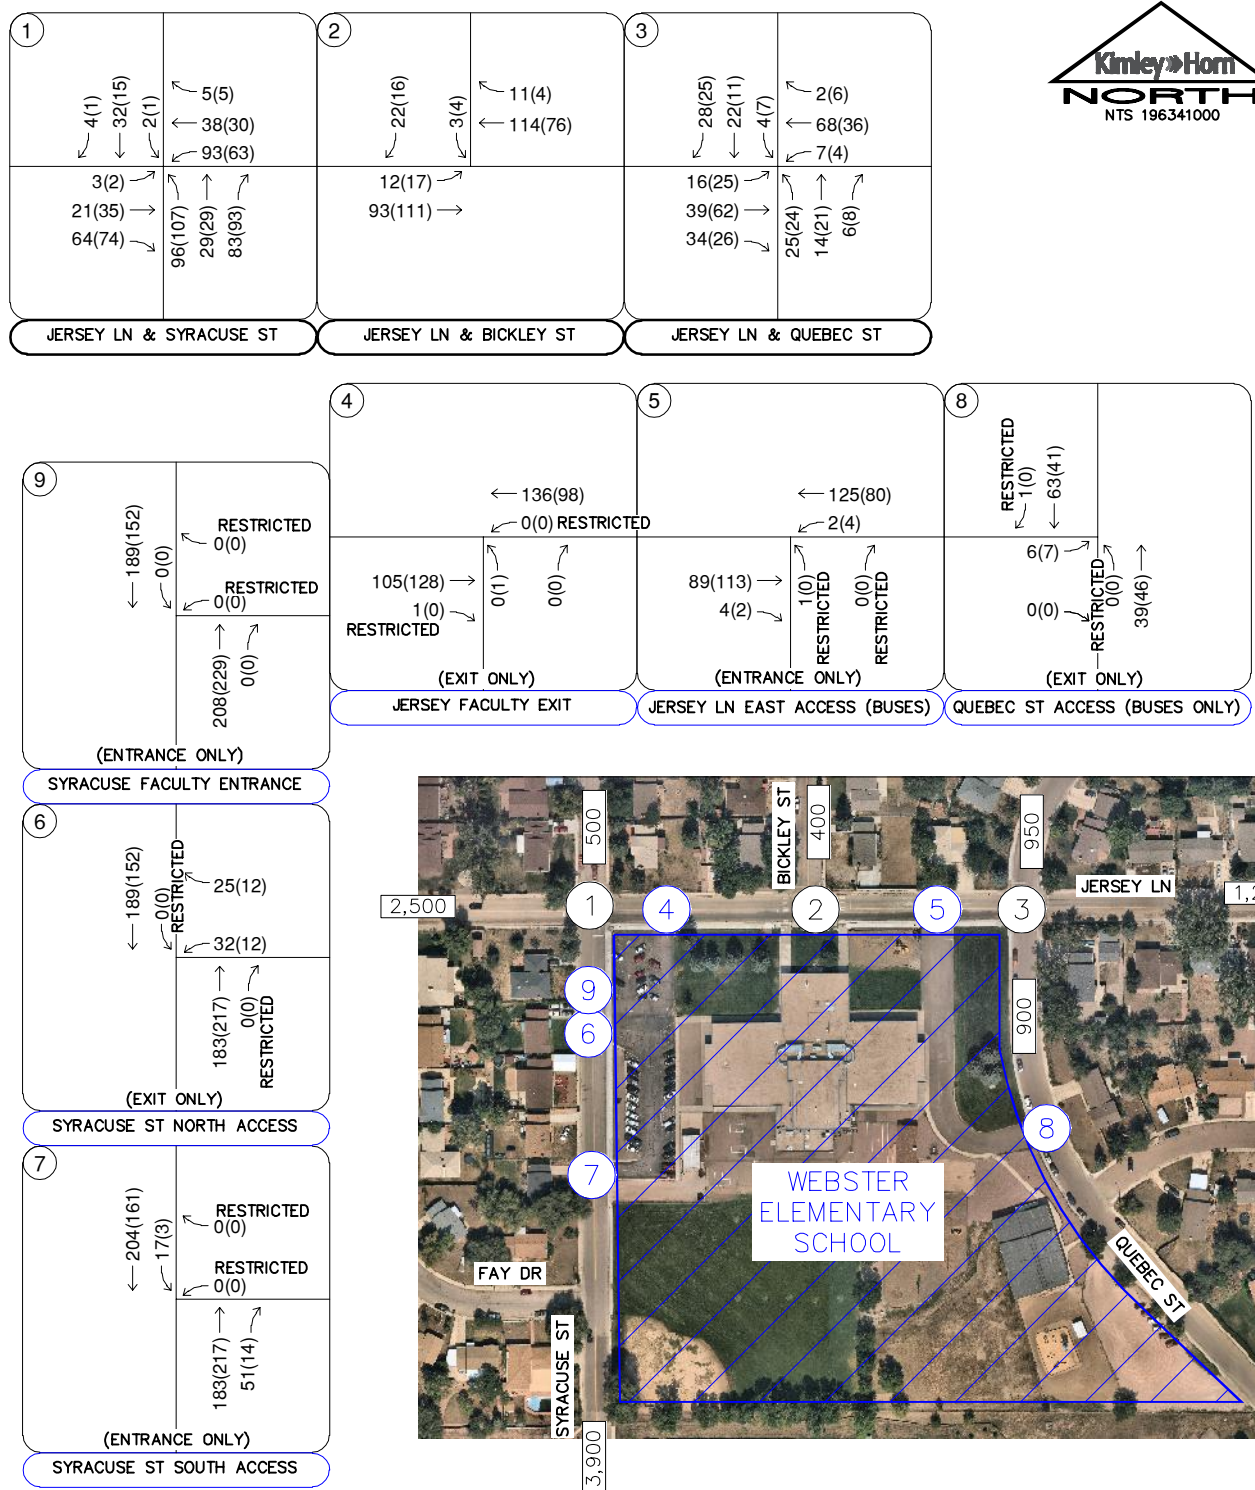 1
4(1)
32(15)
2(1)
5(5)
38(30)
93(63)
3(2)
21(35)
64(74)
96(107)
29(29)
83(93)
JERSEY LN & SYRACUSE ST
2
22(16)
3(4)
11(4)
114(76)
12(17)
93(111)
JERSEY LN & BICKLEY ST
3
28(25)
22(11)
4(7)
2(6)
68(36)
7(4)
16(25)
39(62)
34(26)
25(24)
14(21)
6(8)
JERSEY LN & QUEBEC ST
Kimley»Horn
NORTH
NTS 196341000
4
136(98)
0(0) RESTRICTED
105(128)
1(0)
RESTRICTED
0(1)
0(0)
(EXIT ONLY)
JERSEY FACULTY EXIT
5
125(80)
2(4)
89(113)
4(2)
1(0)
RESTRICTED
0(0)
RESTRICTED
(ENTRANCE ONLY)
JERSEY LN EAST ACCESS (BUSES)
8
RESTRICTED
1(0)
63(41)
6(7)
0(0)
RESTRICTED
0(0)
39(46)
(EXIT ONLY)
QUEBEC ST ACCESS (BUSES ONLY)
9
189(152)
0(0)
RESTRICTED
0(0)
RESTRICTED
0(0)
208(229)
0(0)
(ENTRANCE ONLY)
SYRACUSE FACULTY ENTRANCE
6
189(152)
0(0)
RESTRICTED
25(12)
32(12)
183(217)
0(0)
RESTRICTED
(EXIT ONLY)
SYRACUSE ST NORTH ACCESS
7
204(161)
17(3)
RESTRICTED
0(0)
RESTRICTED
0(0)
183(217)
51(14)
(ENTRANCE ONLY)
SYRACUSE ST SOUTH ACCESS
500
BICKLEY ST
400
950
JERSEY LN
2,500
1
4
2
5
3
9
6
900
8
7
WEBSTER
ELEMENTARY
SCHOOL
FAY DR
QUEBEC ST
SYRACUSE ST
3,900